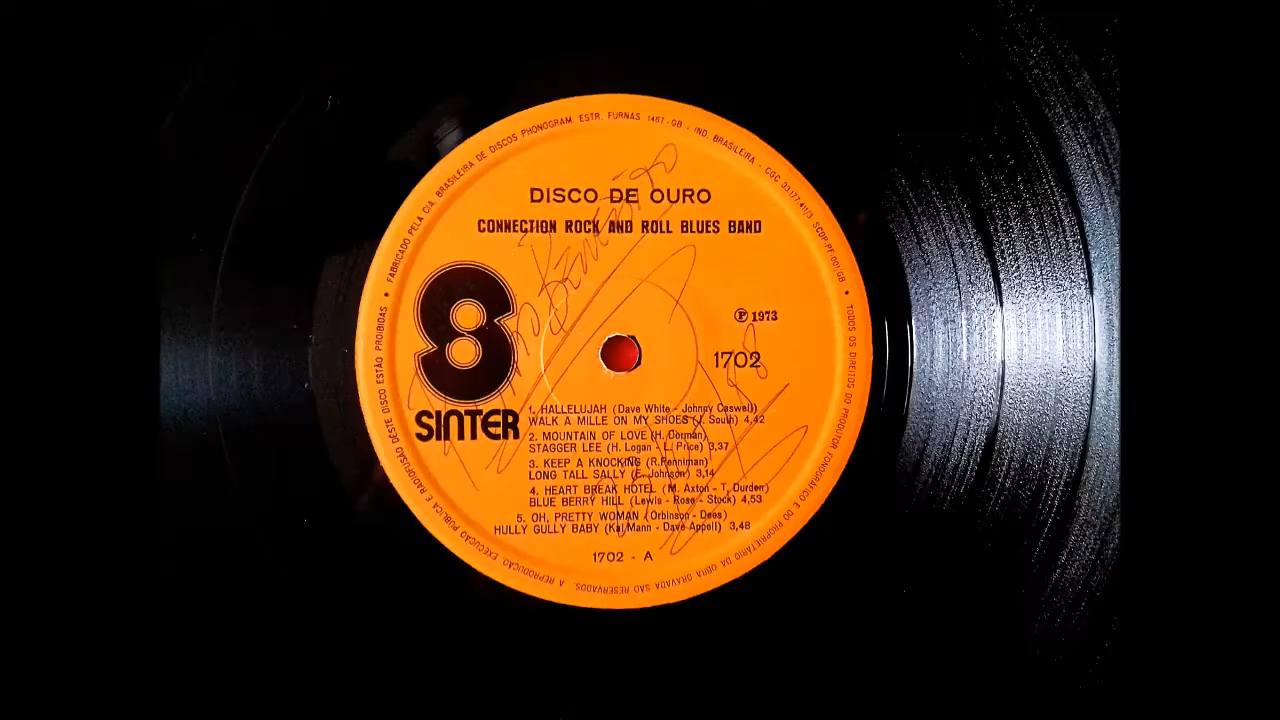 FABRICADO PELA CIA. BRASILEIRA DE DISCOS PHONOGRAM. ESTR. FURNAS 1467-GB - IND. BRASILEIRA - CGC 33.177.411/3 SCDP-PF-001/GB
DISCO DE OURO
CONNECTION ROCK AND ROLL BLUES BAND
8
SINTER
Ⓟ 1973
1702
1. HALLELUJAH (Dave White - Johnny Caswell)
WALK A MILLE ON MY SHOES (J. South) 4,42
2. MOUNTAIN OF LOVE (H. Dorman)
STAGGER LEE (H. Logan - L. Price) 3,37
3. KEEP A KNOCKING (R. Penniman)
LONG TALL SALLY (E. Johnson) 3,14
4. HEART BREAK HOTEL (M. Axton - T. Durden)
BLUE BERRY HILL (Lewis - Rose - Stock) 4,53
5. OH, PRETTY WOMAN (Orbinson - Dees)
HULLY GULLY BABY (Kal Mann - Dave Appell) 3,48
1702 - A
TODOS OS DIREITOS DO PRODUTOR FONOGRÁFICO E DO PROPRIETÁRIO DA OBRA GRAVADA SÃO RESERVADOS. A REPRODUÇÃO, EXECUÇÃO PÚBLICA E RADIOFUSÃO DESTE DISCO ESTÃO PROIBIDAS